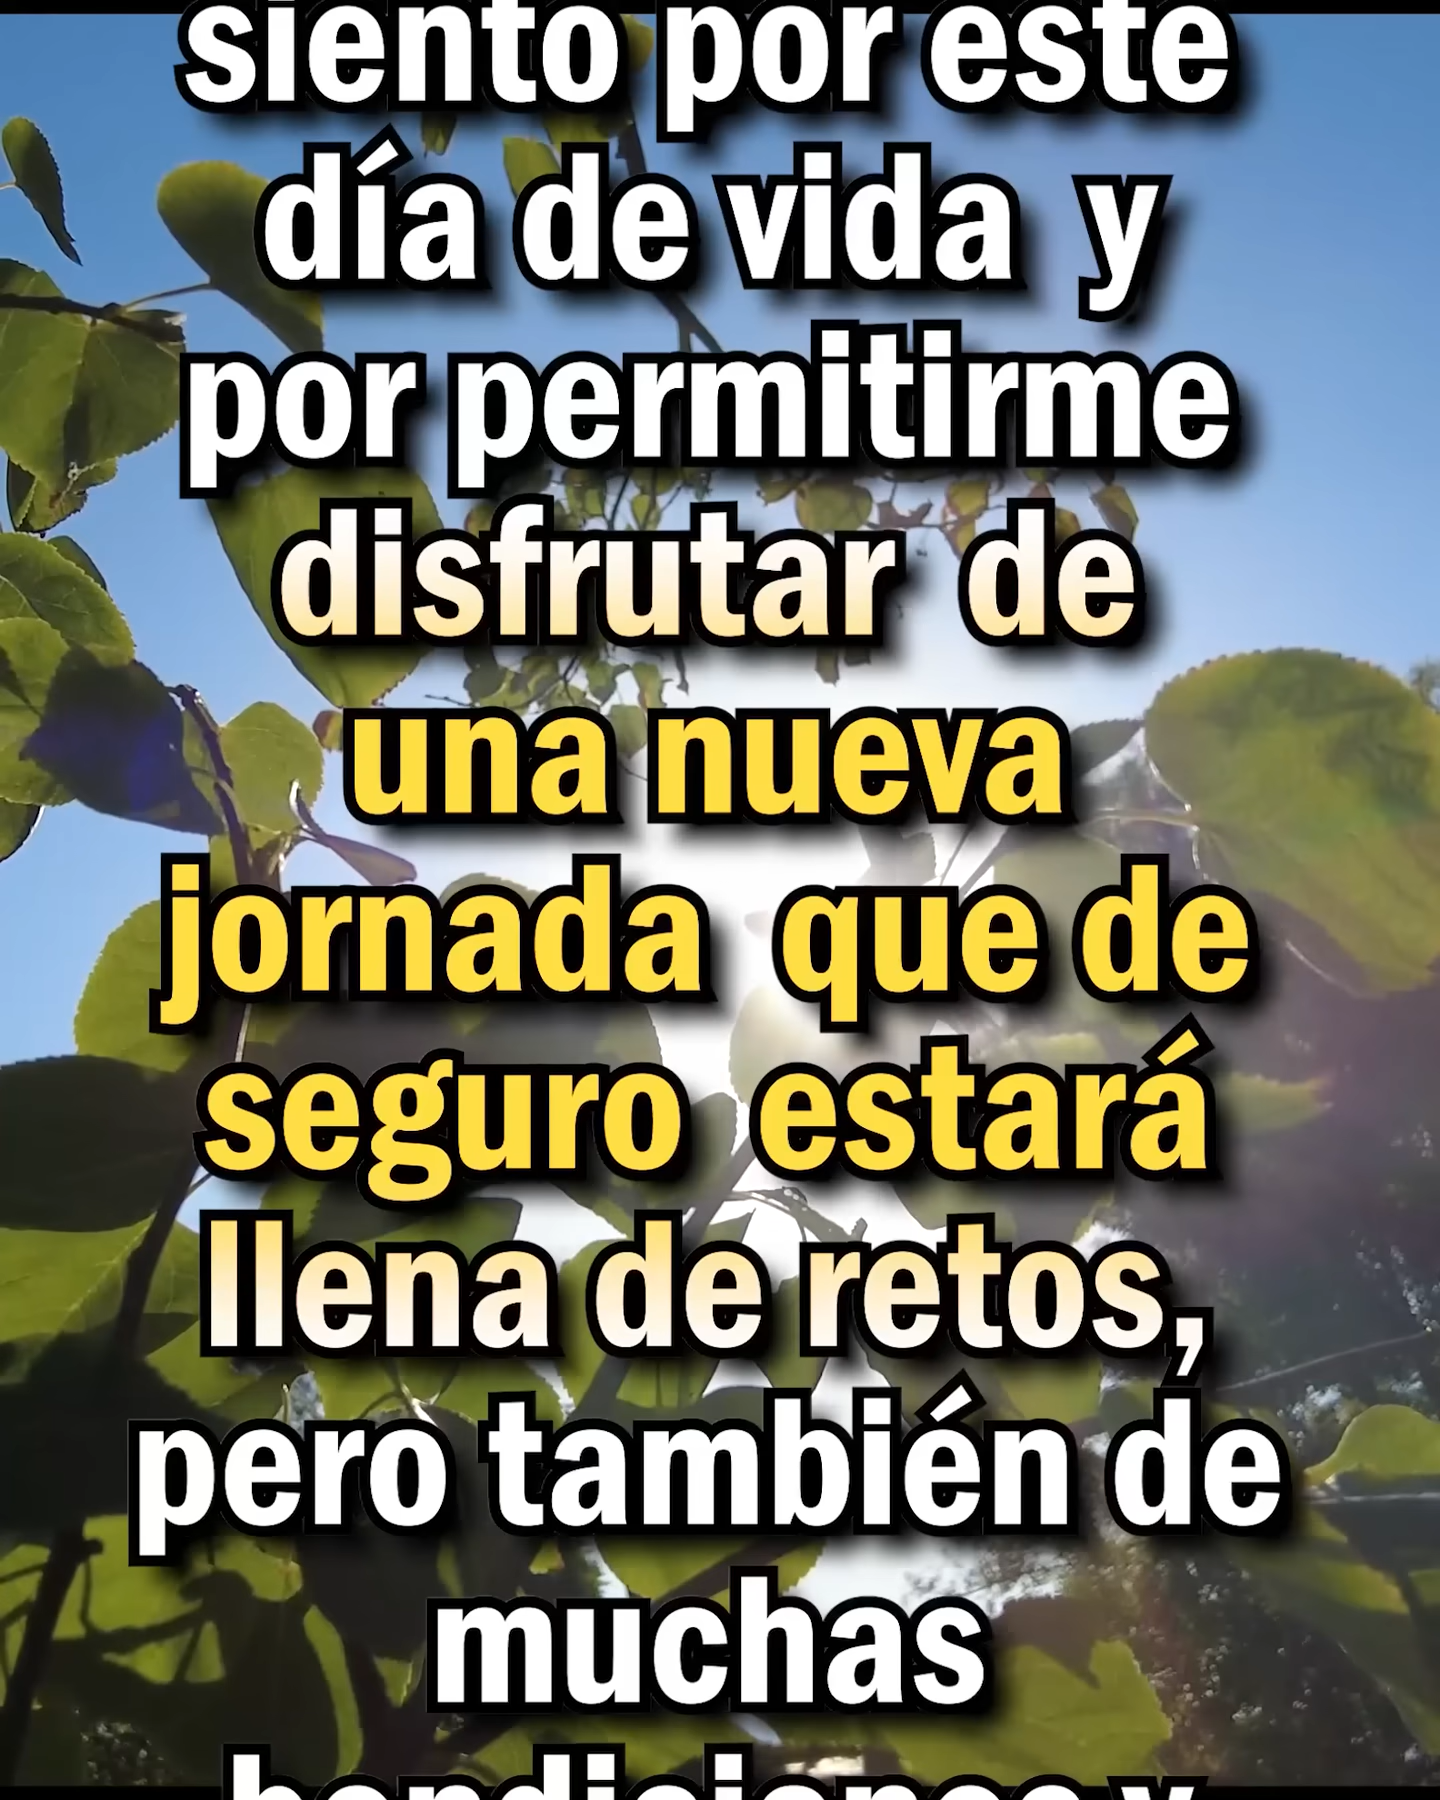 siento por este
día de vida y
por permitirme
disfrutar de
una nueva
jornada que de
seguro estará
llena de retos,
pero también de
muchas
bendiciones y